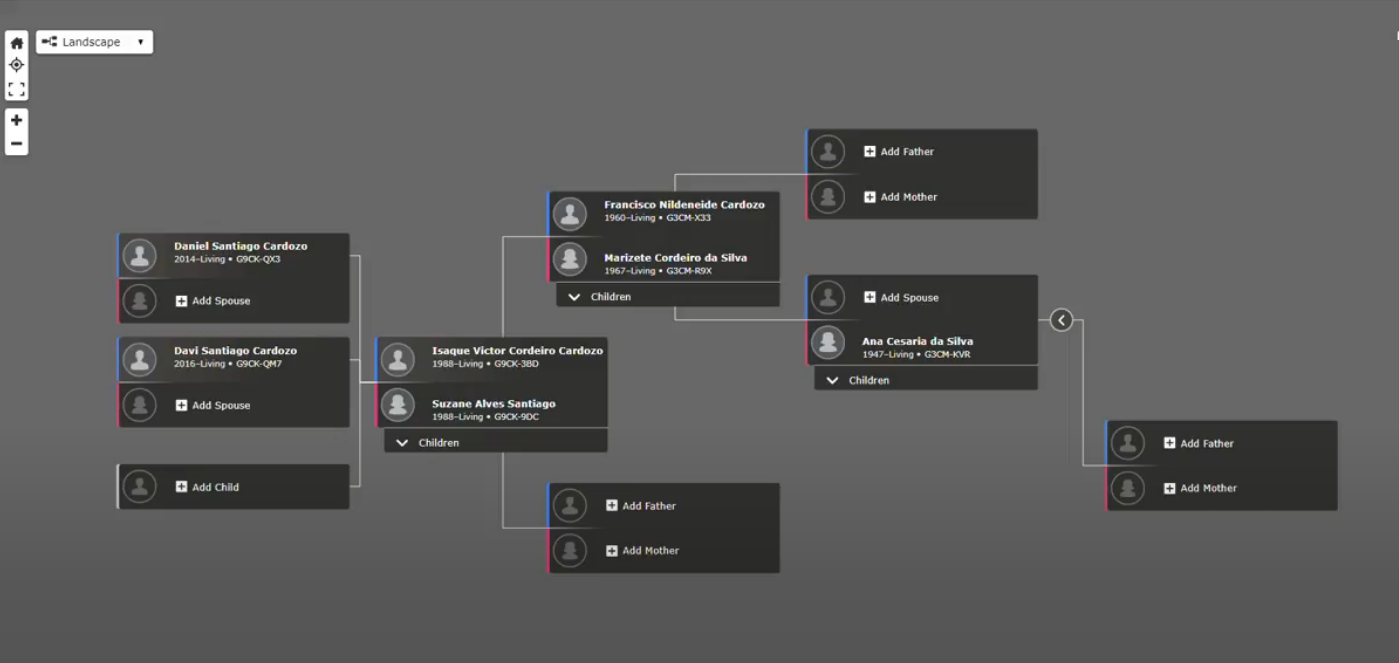 Landscape
Add Father
Add Mother
Francisco Nildeneide Cardozo
1960–Living • G3CM-X33
Marizete Cordeiro da Silva
1967–Living • G3CM-R9X
Children
Daniel Santiago Cardozo
2014–Living • G9CK-QX3
Add Spouse
Add Spouse
Ana Cesaria da Silva
1947–Living • G3CM-KVR
Children
Davi Santiago Cardozo
2016–Living • G9CK-QM7
Add Spouse
Isaque Victor Cordeiro Cardozo
1988–Living • G9CK-3BD
Suzane Alves Santiago
1988–Living • G9CK-9DC
Children
Add Child
Add Father
Add Mother
Add Father
Add Mother